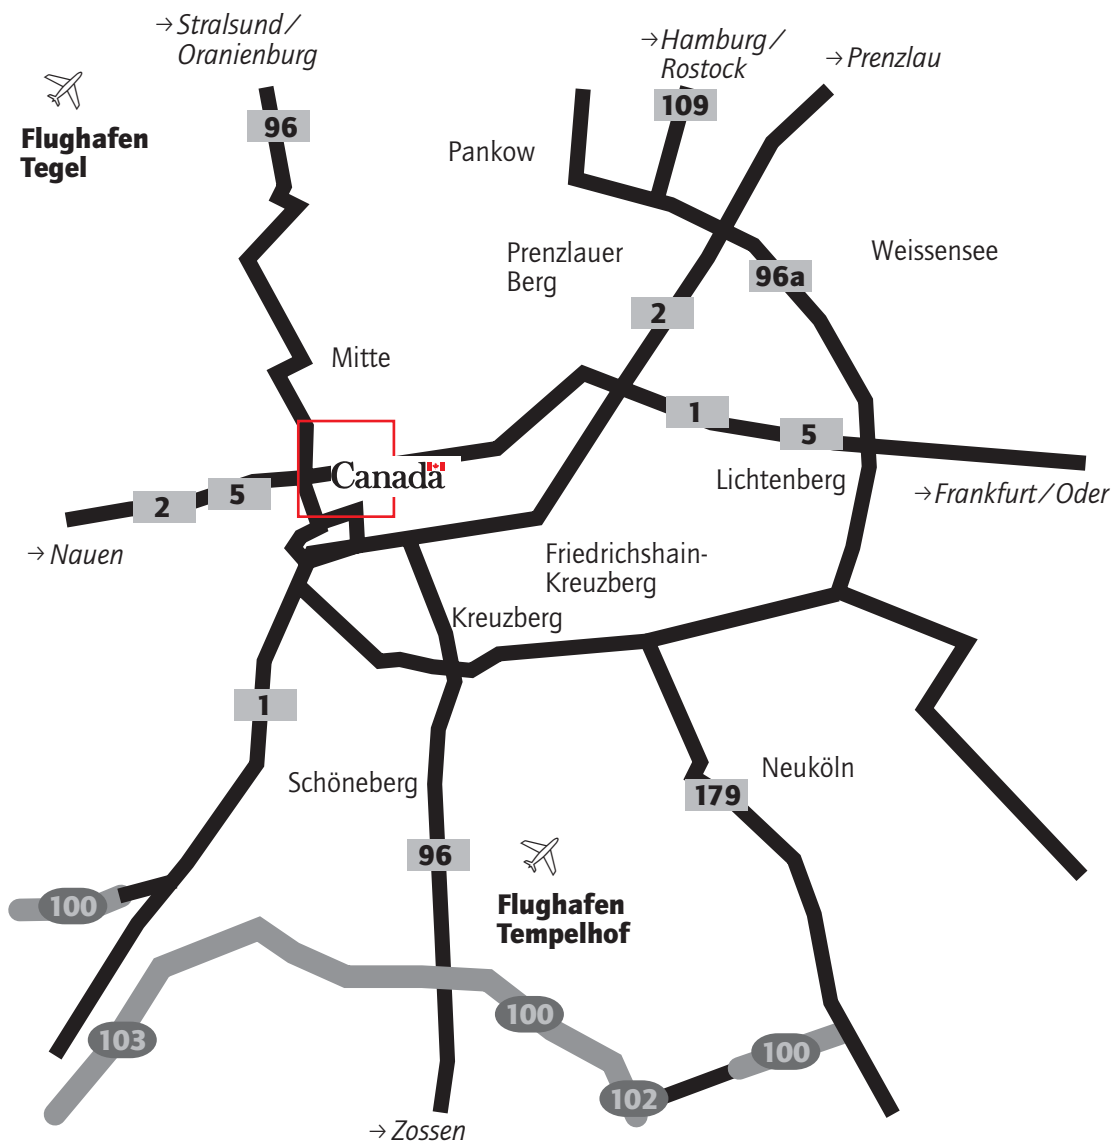 → Stralsund /
Oranienburg
→ Hamburg /
Rostock
→ Prenzlau
96
109
Flughafen
Tegel
Pankow
Prenzlauer
Berg
Weissensee
96a
2
Mitte
1
5
Canada
Lichtenberg
2
5
→ Frankfurt / Oder
→ Nauen
Friedrichshain-
Kreuzberg
Kreuzberg
1
Schöneberg
Neuköln
179
96
Flughafen
Tempelhof
100
103
100
100
102
→ Zossen